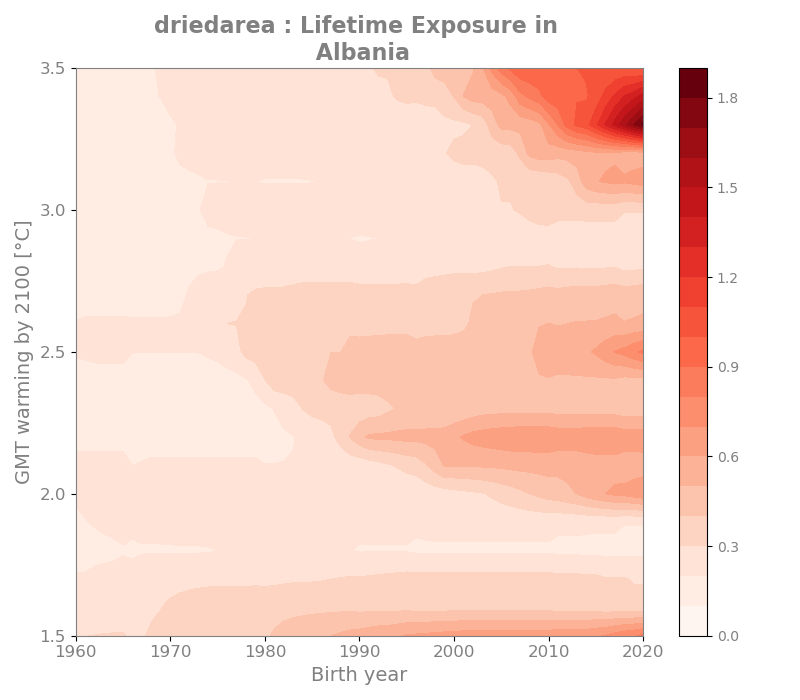 driedarea : Lifetime Exposure in
Albania
3.5
3.0
2.5
2.0
1.5
GMT warming by 2100 [°C]
1960 1970 1980 1990 2000 2010 2020
Birth year
1.8
1.5
1.2
0.9
0.6
0.3
0.0